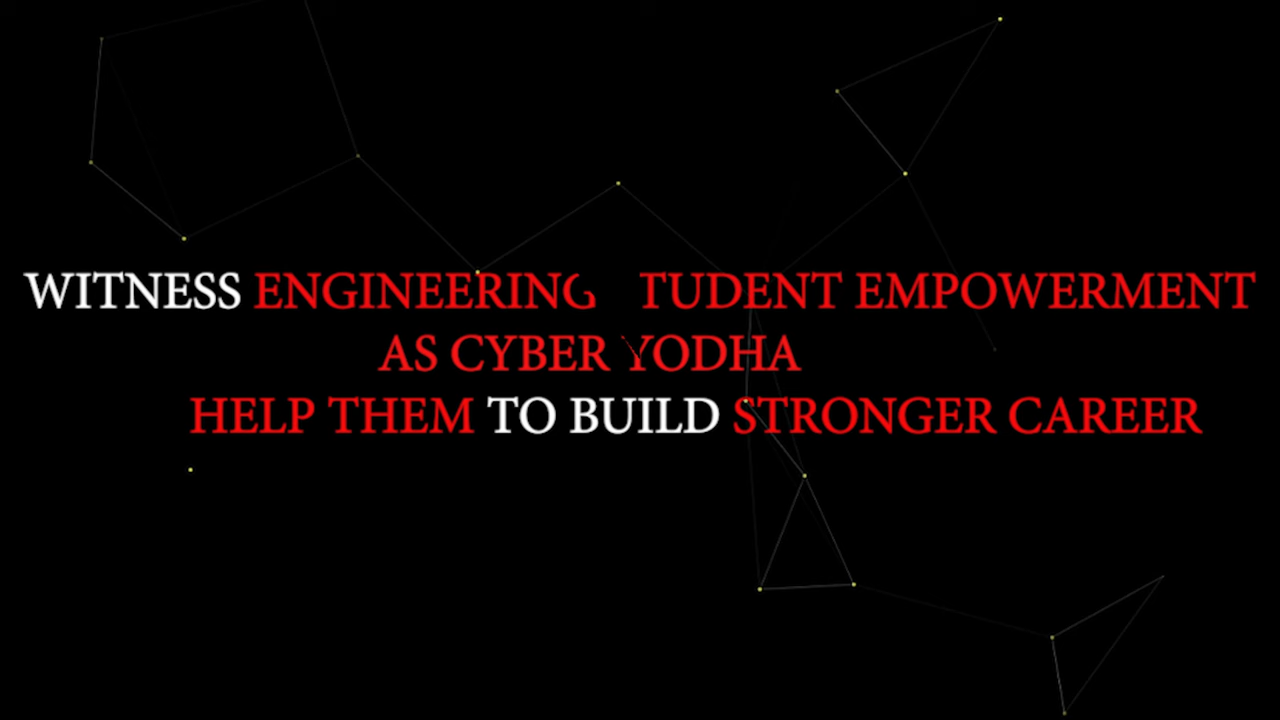 WITNESS ENGINEERING TUDENT EMPOWERMENT
AS CYBER YODHA
HELP THEM TO BUILD STRONGER CAREER